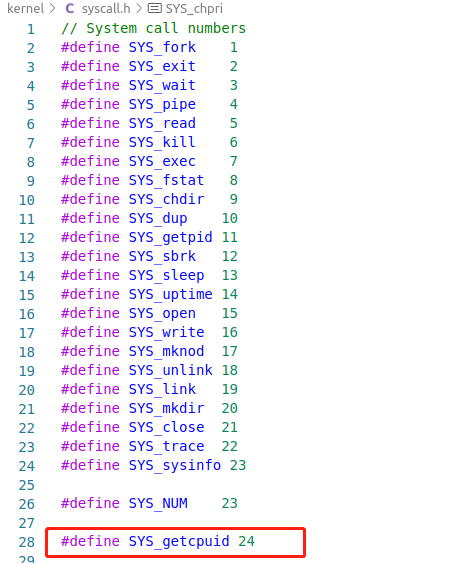 kernel > C syscall.h > SYS_chpri
1 // System call numbers
2 #define SYS_fork    1
3 #define SYS_exit    2
4 #define SYS_wait    3
5 #define SYS_pipe    4
6 #define SYS_read    5
7 #define SYS_kill    6
8 #define SYS_exec    7
9 #define SYS_fstat   8
10 #define SYS_chdir   9
11 #define SYS_dup    10
12 #define SYS_getpid 11
13 #define SYS_sbrk   12
14 #define SYS_sleep  13
15 #define SYS_uptime 14
16 #define SYS_open   15
17 #define SYS_write  16
18 #define SYS_mknod  17
19 #define SYS_unlink 18
20 #define SYS_link   19
21 #define SYS_mkdir  20
22 #define SYS_close  21
23 #define SYS_trace  22
24 #define SYS_sysinfo 23
25
26 #define SYS_NUM    23
27
28 #define SYS_getcpuid 24
29